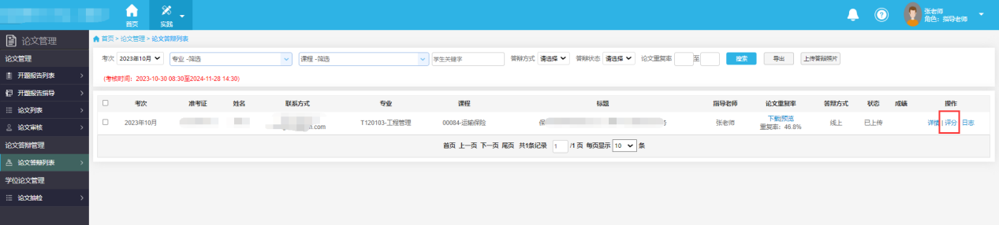 首页
实践
张老师
角色：指导老师
论文管理
首页 > 论文管理 > 论文答辩列表
论文管理
开题报告列表
开题报告指导
论文列表
论文审核
论文答辩管理
论文答辩列表
学位论文管理
论文抽检
考次 2023年10月 专业 -筛选 课程 -筛选 学生关键字 答辩方式 请选择 答辩状态 请选择 论文重复率 至 搜索 导出 上传答辩照片
(考核时间：2023-10-30 08:30至2024-11-28 14:30)
考次 准考证 姓名 联系方式 专业 课程 标题 指导老师 论文重复率 答辩方式 状态 成绩 操作
2023年10月 .com T120103-工程管理 00084-运输保险 保 张老师 下载|预览 线上 已上传 详情 | 评分 | 日志
重复率：46.8%
首页 上一页 下一页 尾页 共1条记录 1 /1 页 每页显示 10 条